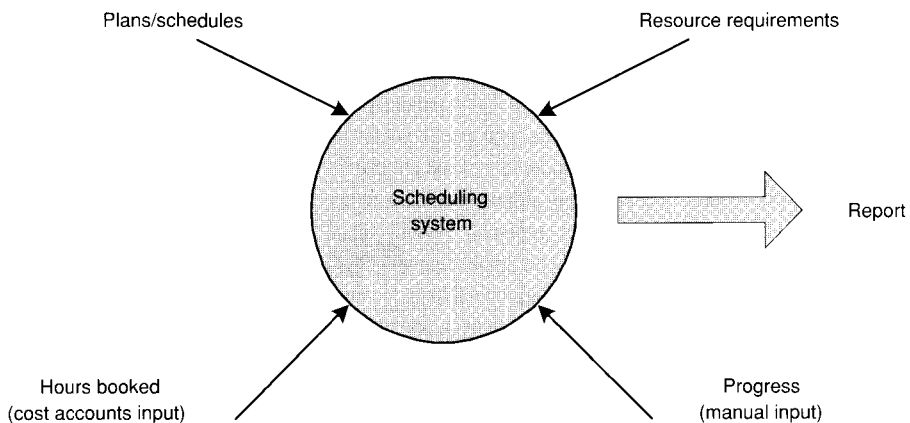 Plans/schedules
Resource requirements
Scheduling
system
Report
Hours booked
(cost accounts input)
Progress
(manual input)